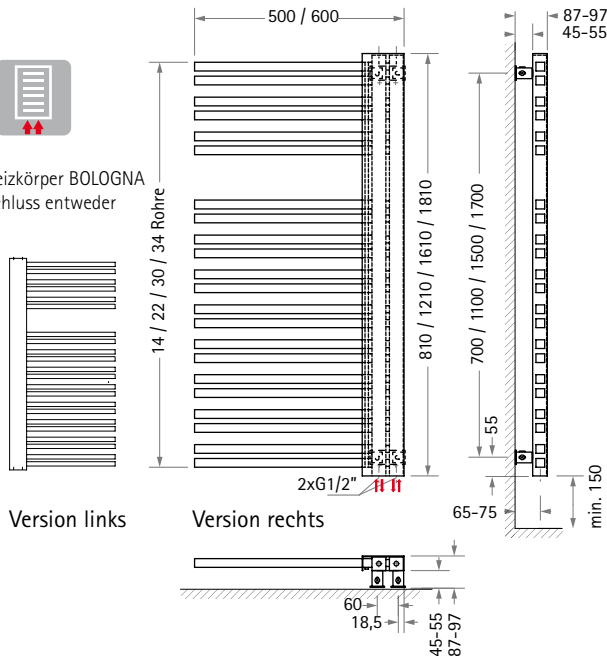 500 / 600
87-97
45-55
eizkörper BOLOGNA
hluss entweder
14 / 22 / 30 / 34 Rohre
810 / 1210 / 1610 / 1810
700 / 1100 / 1500 / 1700
55
2xG1/2"
65-75
min. 150
Version links
Version rechts
60
18,5
45-55
87-97